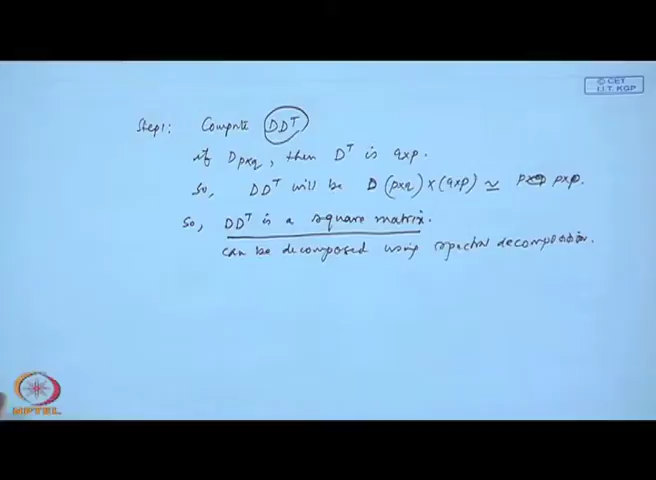 © CET
I.I.T. KGP
Step1: Compute DDᵀ
if Dpxq, then Dᵀ is qxp.
So, DDᵀ will be D (pxq) x (qxp) ≃ pxp.
So, DDᵀ is a square matrix.
can be decomposed using spectral decomposition.
NPTEL